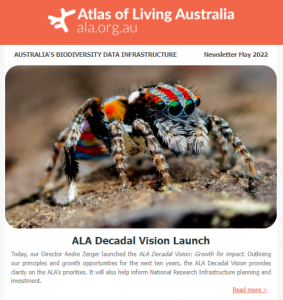 Atlas of Living Australia
ala.org.au
AUSTRALIA'S BIODIVERSITY DATA INFRASTRUCTURE Newsletter May 2022
ALA Decadal Vision Launch
Today, our Director Andre Zerger launched the ALA Decadal Vision: Growth for impact. Outlining
our principles and growth opportunities for the next ten years, the ALA Decadal Vision provides
clarity on the ALA's priorities. It will also help inform National Research Infrastructure planning and
investment.
Read more >